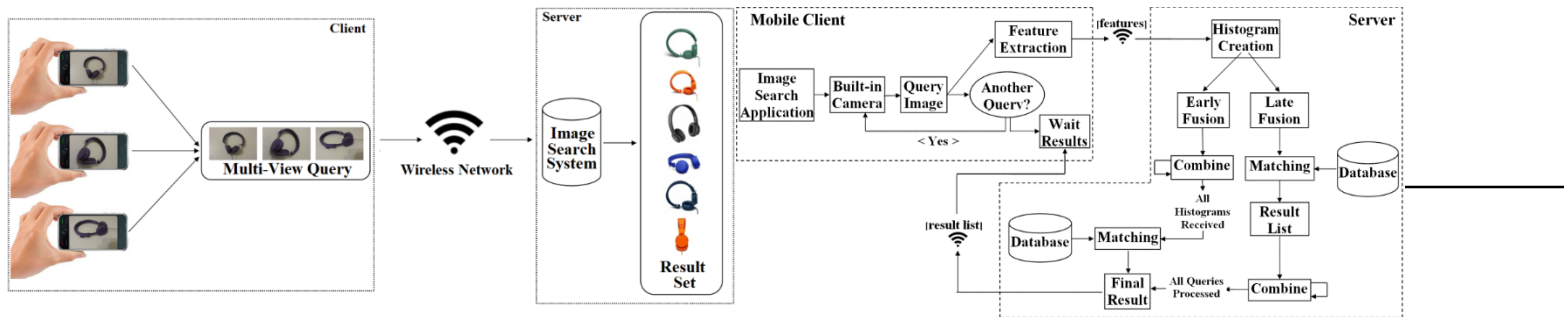 Client
Multi-View Query
Wireless Network
Server
Image
Search
System
Result
Set
Mobile Client
Image
Search
Application
Built-in
Camera
Query
Image
Feature
Extraction
Another
Query?
< Yes >
Wait
Results
[features]
Server
Histogram
Creation
Early
Fusion
Late
Fusion
Combine
Matching
Database
All
Histograms
Received
Result
List
[result list]
Database
Matching
Final
Result
All Queries
Processed
Combine